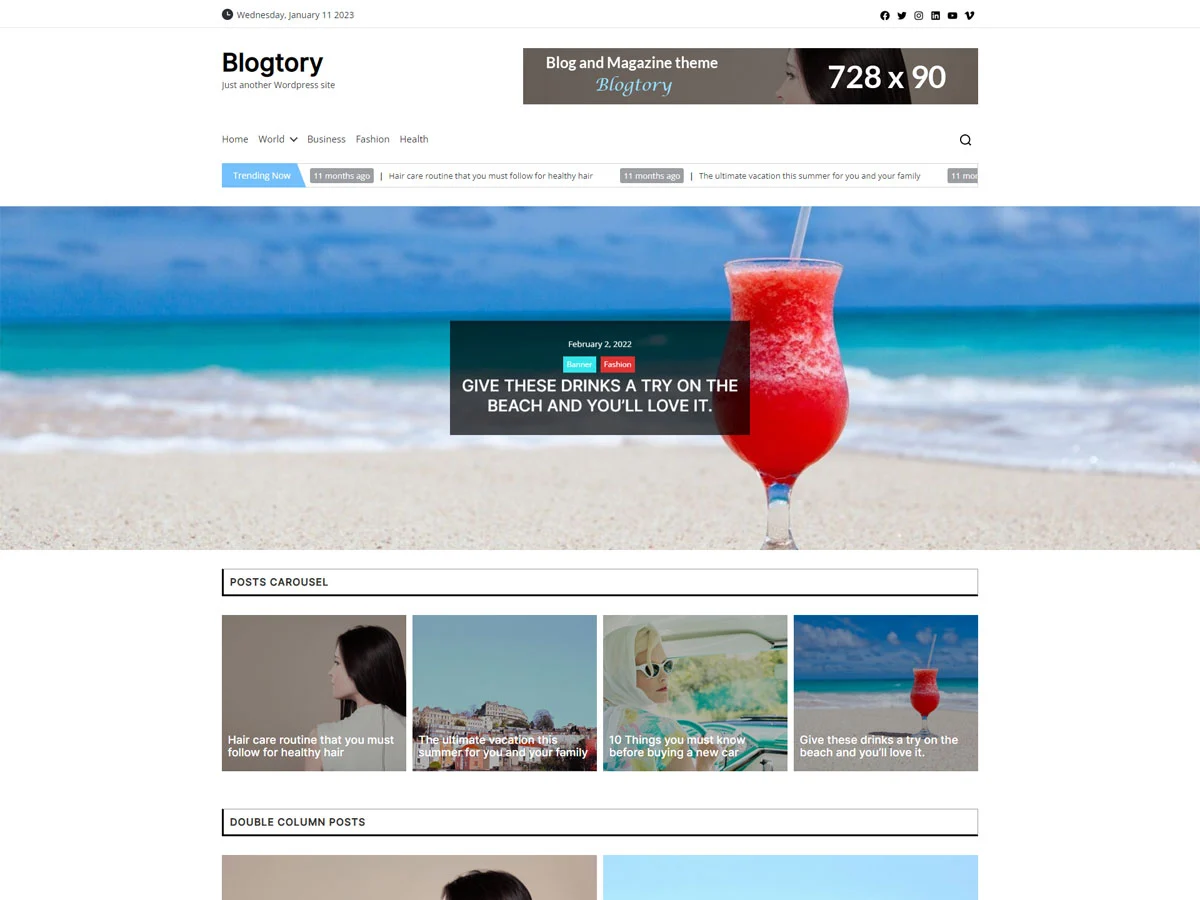 Wednesday, January 11 2023
Blogtory
Just another Wordpress site
Blog and Magazine theme
Blogtory
728 x 90
Home World Business Fashion Health
Trending Now 11 months ago | Hair care routine that you must follow for healthy hair 11 months ago | The ultimate vacation this summer for you and your family 11 mon
February 2, 2022
Banner Fashion
GIVE THESE DRINKS A TRY ON THE
BEACH AND YOU'LL LOVE IT.
POSTS CAROUSEL
Hair care routine that you must
follow for healthy hair
The ultimate vacation this
summer for you and your family
10 Things you must know
before buying a new car
Give these drinks a try on the
beach and you'll love it.
DOUBLE COLUMN POSTS